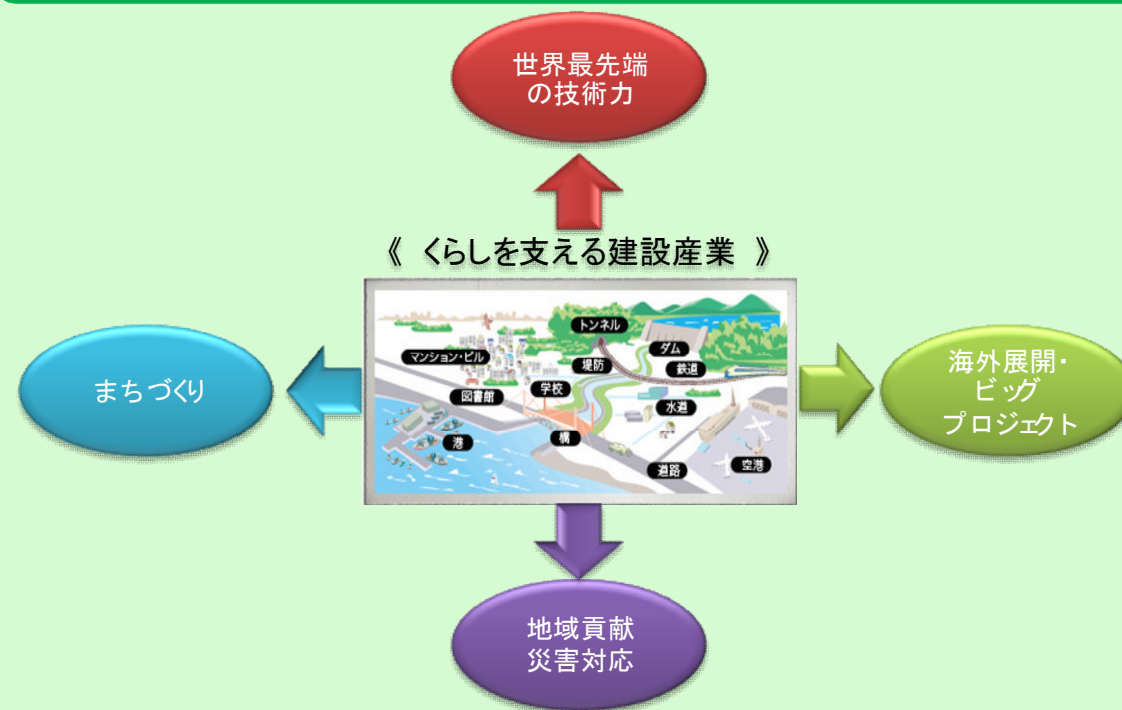 世界最先端
の技術力
《 くらしを支える建設産業 》
トンネル
ダム
マンション・ビル
堤防
鉄道
図書館
学校
水道
港
橋
道路
空港
まちづくり
海外展開・
ビッグ
プロジェクト
地域貢献
災害対応